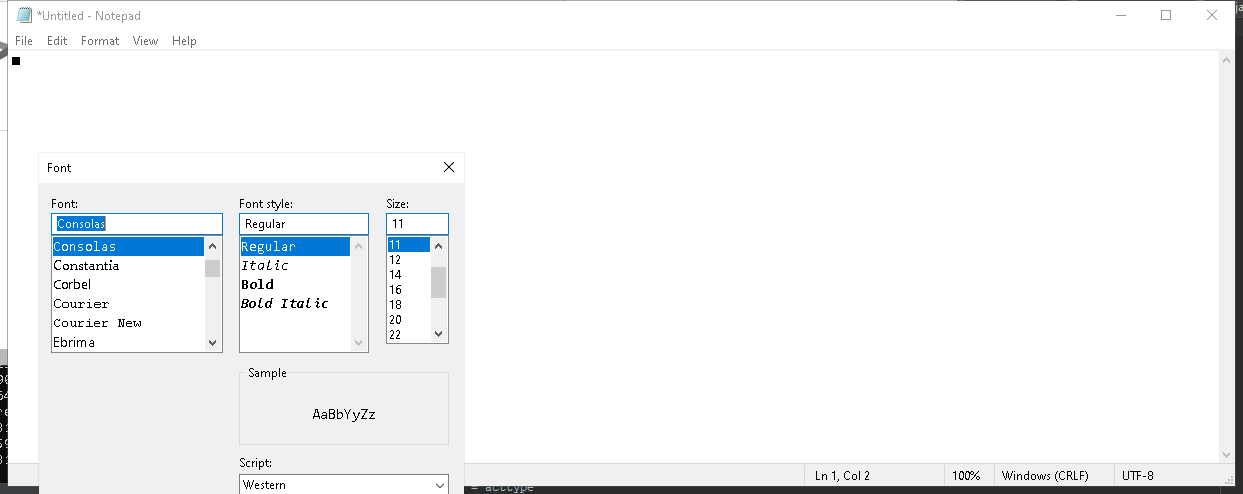 *Untitled - Notepad
File Edit Format View Help
■
Font
Font: Font style: Size:
Consolas Regular 11
Consolas Regular 11
Constantia Italic 12
Corbel Bold 14
Courier Bold Italic 16
Courier New 18
Ebrima 20
22
Sample
AaBbYyZz
Script:
Western
Ln 1, Col 2 100% Windows (CRLF) UTF-8
= acctype